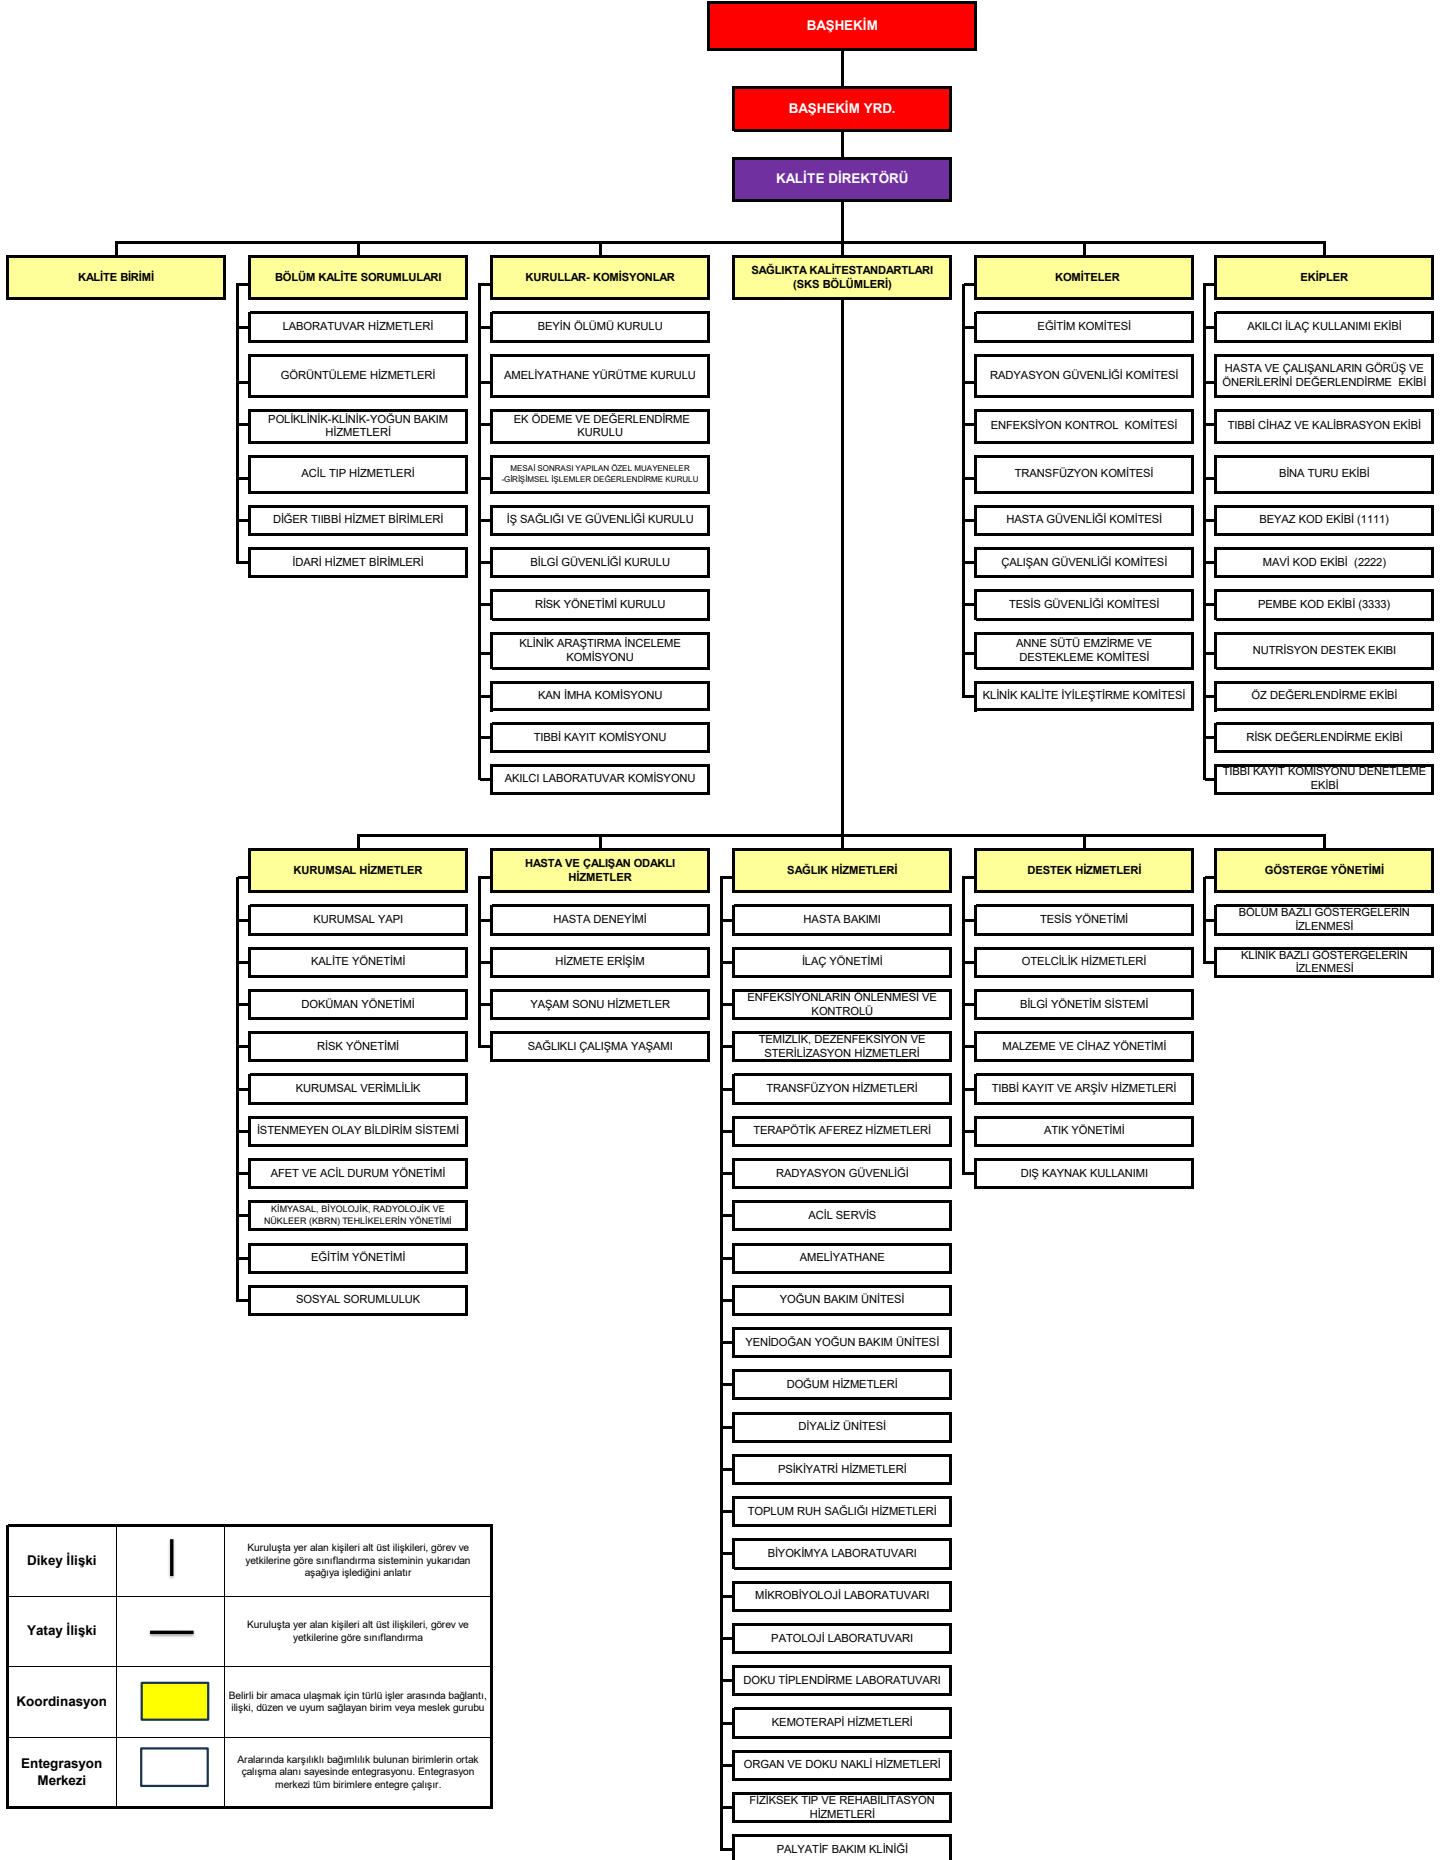 BAŞHEKİM
BAŞHEKİM YRD.
KALİTE DİREKTÖRÜ
KALİTE BİRİMİ
BÖLÜM KALİTE SORUMLULARI
LABORATUVAR HİZMETLERİ
GÖRÜNTÜLEME HİZMETLERİ
POLİKLİNİK-KLİNİK-YOĞUN BAKIM
HİZMETLERİ
ACİL TIP HİZMETLERİ
DİĞER TIIBBİ HİZMET BİRİMLERİ
İDARİ HİZMET BİRİMLERİ
KURULLAR- KOMİSYONLAR
BEYİN ÖLÜMÜ KURULU
AMELİYATHANE YÜRÜTME KURULU
EK ÖDEME VE DEĞERLENDİRME
KURULU
MESAİ SONRASI YAPILAN ÖZEL MUAYENELER
-GİRİŞİMSEL İŞLEMLER DEĞERLENDİRME KURULU
İŞ SAĞLIĞI VE GÜVENLİĞİ KURULU
BİLGİ GÜVENLİĞİ KURULU
RİSK YÖNETİMİ KURULU
KLİNİK ARAŞTIRMA İNCELEME
KOMİSYONU
KAN İMHA KOMİSYONU
TIBBİ KAYIT KOMİSYONU
AKILCI LABORATUVAR KOMİSYONU
SAĞLIKTA KALİTESTANDARTLARI
(SKS BÖLÜMLERİ)
KOMİTELER
EĞİTİM KOMİTESİ
RADYASYON GÜVENLİĞİ KOMİTESİ
ENFEKSİYON KONTROL  KOMİTESİ
TRANSFÜZYON KOMİTESİ
HASTA GÜVENLİĞİ KOMİTESİ
ÇALIŞAN GÜVENLİĞİ KOMİTESİ
TESİS GÜVENLİĞİ KOMİTESİ
ANNE SÜTÜ EMZİRME VE
DESTEKLEME KOMİTESİ
KLİNİK KALİTE İYİLEŞTİRME KOMİTESİ
EKİPLER
AKILCI İLAÇ KULLANIMI EKİBİ
HASTA VE ÇALIŞANLARIN GÖRÜŞ VE
ÖNERİLERİNİ DEĞERLENDİRME  EKİBİ
TIBBİ CİHAZ VE KALİBRASYON EKİBİ
BİNA TURU EKİBİ
BEYAZ KOD EKİBİ (1111)
MAVİ KOD EKİBİ  (2222)
PEMBE KOD EKİBİ (3333)
NUTRİSYON DESTEK EKIBI
ÖZ DEĞERLENDİRME EKİBİ
RİSK DEĞERLENDİRME EKİBİ
TIBBİ KAYIT KOMİSYONU DENETLEME
EKİBİ
KURUMSAL HİZMETLER
KURUMSAL YAPI
KALİTE YÖNETİMİ
DOKÜMAN YÖNETİMİ
RİSK YÖNETİMİ
KURUMSAL VERİMLİLİK
İSTENMEYEN OLAY BİLDİRİM SİSTEMİ
AFET VE ACİL DURUM YÖNETİMİ
KİMYASAL, BİYOLOJİK, RADYOLOJİK VE
NÜKLEER (KBRN) TEHLİKELERİN YÖNETİMİ
EĞİTİM YÖNETİMİ
SOSYAL SORUMLULUK
HASTA VE ÇALIŞAN ODAKLI
HİZMETLER
HASTA DENEYİMİ
HİZMETE ERİŞİM
YAŞAM SONU HİZMETLER
SAĞLIKLI ÇALIŞMA YAŞAMI
SAĞLIK HİZMETLERİ
HASTA BAKIMI
İLAÇ YÖNETİMİ
ENFEKSİYONLARIN ÖNLENMESİ VE
KONTROLÜ
TEMİZLİK, DEZENFEKSİYON VE
STERİLİZASYON HİZMETLERİ
TRANSFÜZYON HİZMETLERİ
TERAPÖTİK AFEREZ HİZMETLERİ
RADYASYON GÜVENLİĞİ
ACİL SERVİS
AMELİYATHANE
YOĞUN BAKIM ÜNİTESİ
YENİDOĞAN YOĞUN BAKIM ÜNİTESİ
DOĞUM HİZMETLERİ
DİYALİZ ÜNİTESİ
PSİKİYATRİ HİZMETLERİ
TOPLUM RUH SAĞLIĞI HİZMETLERİ
BİYOKİMYA LABORATUVARI
MİKROBİYOLOJİ LABORATUVARI
PATOLOJİ LABORATUVARI
DOKU TİPLENDİRME LABORATUVARI
KEMOTERAPİ HİZMETLERİ
ORGAN VE DOKU NAKLİ HİZMETLERİ
FİZİKSEK TIP VE REHABİLİTASYON
HİZMETLERİ
PALYATİF BAKIM KLİNİĞİ
DESTEK HİZMETLERİ
TESİS YÖNETİMİ
OTELCİLİK HİZMETLERİ
BİLGİ YÖNETİM SİSTEMİ
MALZEME VE CİHAZ YÖNETİMİ
TIBBİ KAYIT VE ARŞİV HİZMETLERİ
ATIK YÖNETİMİ
DIŞ KAYNAK KULLANIMI
GÖSTERGE YÖNETİMİ
BÖLÜM BAZLI GÖSTERGELERİN
İZLENMESİ
KLİNİK BAZLI GÖSTERGELERİN
İZLENMESİ
Dikey İlişki
Kuruluşta yer alan kişileri alt üst ilişkileri, görev ve
yetkilerine göre sınıflandırma sisteminin yukarıdan
aşağıya işlediğini anlatır
Yatay İlişki
Kuruluşta yer alan kişileri alt üst ilişkileri, görev ve
yetkilerine göre sınıflandırma
Koordinasyon
Belirli bir amaca ulaşmak için türlü işler arasında bağlantı,
ilişki, düzen ve uyum sağlayan birim veya meslek gurubu
Entegrasyon
Merkezi
Aralarında karşılıklı bağımlılık bulunan birimlerin ortak
çalışma alanı sayesinde entegrasyonu. Entegrasyon
merkezi tüm birimlere entegre çalışır.